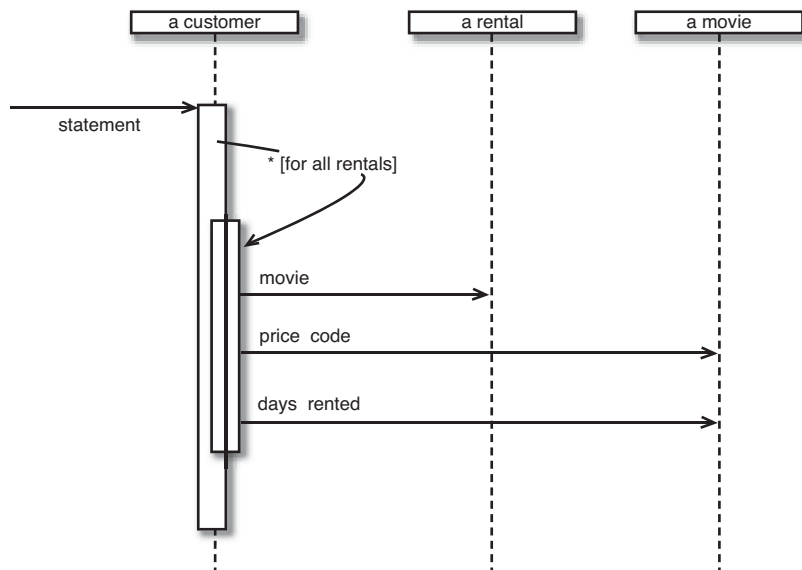 a customer
a rental
a movie
statement
* [for all rentals]
movie
price code
days rented